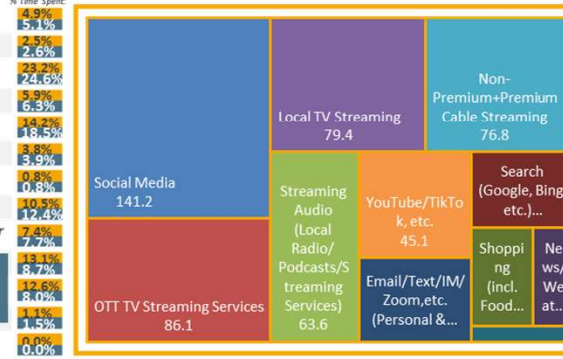 % Time Spent:
4.9%
5.1%
2.5%
2.6%
23.2%
24.6%
5.9%
6.3%
14.2%
18.5%
3.8%
3.9%
0.8%
0.8%
10.5%
12.4%
7.4%
7.7%
13.1%
8.7%
12.6%
8.0%
1.1%
1.5%
0.0%
0.0%
Social Media
141.2
OTT TV Streaming Services
86.1
Local TV Streaming
79.4
Non-
Premium+Premium
Cable Streaming
76.8
Streaming
Audio
(Local
Radio/
Podcasts/S
treaming
Services)
63.6
YouTube/TikTo
k, etc.
45.1
Email/Text/IM/
Zoom,etc.
(Personal &...
Search
(Google, Bing
etc.)...
Shoppi
ng
(incl.
Food...
Ne
ws/
We
at...